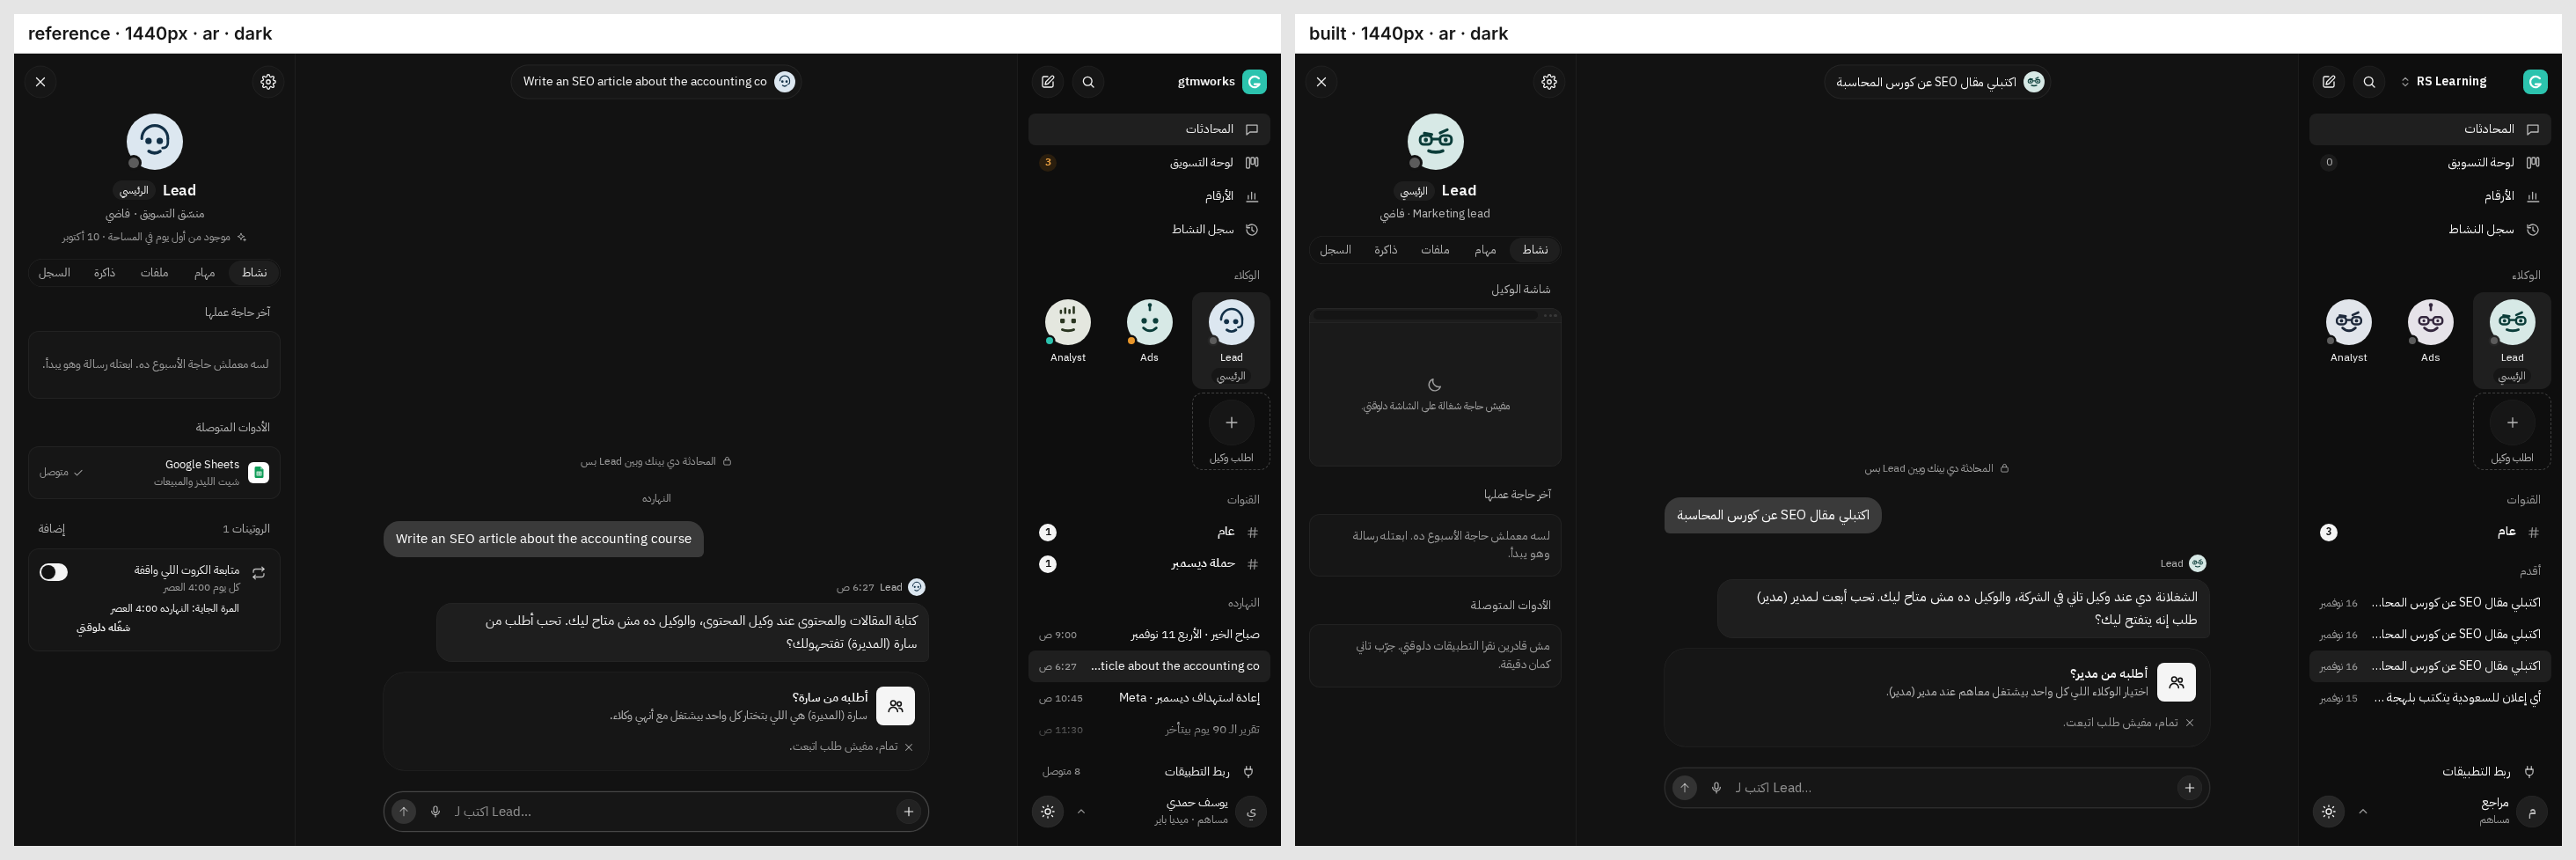 reference · 1440px · ar · dark
gtmworks
المحادثات
لوحة التسويق
3
الأرقام
سجل النشاط
الوكلاء
Lead
الرئيسي
Ads
Analyst
اطلب وكيل
القنوات
عام
1
حملة ديسمبر
1
النهارده
صباح الخير · الأربع 11 نوفمبر
9:00 ص
...ticle about the accounting co
6:27 ص
إعادة استهداف ديسمبر · Meta
10:45 ص
تقرير الـ 90 يوم بيتأخر
11:30 ص
ربط التطبيقات
8 متوصل
يوسف حمدي
مساهم · ميديا باير
ي
Write an SEO article about the accounting co
المحادثة دي بينك وبين Lead بس
النهارده
Write an SEO article about the accounting course
Lead 6:27 ص
كتابة المقالات والمحتوى عند وكيل المحتوى، والوكيل ده مش متاح ليك. تحب أطلب من
سارة (المديرة) تفتحهولك؟
أطلبه من سارة؟
سارة (المديرة) هي اللي بتختار كل واحد بيشتغل مع أنهي وكلاء.
تمام، مفيش طلب اتبعت.
اكتب لـ Lead...
Lead
الرئيسي
منسّق التسويق · فاضي
موجود من أول يوم في المساحة · 10 أكتوبر
نشاط
مهام
ملفات
ذاكرة
السجل
آخر حاجة عملها
لسه معملش حاجة الأسبوع ده. ابعتله رسالة وهو يبدأ.
الأدوات المتوصلة
Google Sheets
شيت الليدز والمبيعات
متوصل
الروتينات 1
إضافة
متابعة الكروت اللي واقفة
كل يوم 4:00 العصر
المرة الجاية: النهارده 4:00 العصر
شغّله دلوقتي
built · 1440px · ar · dark
RS Learning
المحادثات
لوحة التسويق
0
الأرقام
سجل النشاط
الوكلاء
Lead
الرئيسي
Ads
Analyst
اطلب وكيل
القنوات
عام
3
أقدم
اكتبلي مقال SEO عن كورس المحا...
16 نوفمبر
اكتبلي مقال SEO عن كورس المحا...
16 نوفمبر
اكتبلي مقال SEO عن كورس المحا...
16 نوفمبر
أي إعلان للسعودية يتكتب بلهجة ...
15 نوفمبر
ربط التطبيقات
مراجع
مساهم
م
اكتبلي مقال SEO عن كورس المحاسبة
المحادثة دي بينك وبين Lead بس
اكتبلي مقال SEO عن كورس المحاسبة
Lead
الشغلانة دي عند وكيل تاني في الشركة، والوكيل ده مش متاح ليك. تحب أبعت لـمدير (مدير)
طلب إنه يتفتح ليك؟
أطلبه من مدير؟
اختيار الوكلاء اللي كل واحد بيشتغل معاهم عند مدير (مدير).
تمام، مفيش طلب اتبعت.
اكتب لـ Lead...
Lead
الرئيسي
Marketing lead · فاضي
نشاط
مهام
ملفات
ذاكرة
السجل
شاشة الوكيل
مفيش حاجة شغالة على الشاشة دلوقتي.
آخر حاجة عملها
لسه معملش حاجة الأسبوع ده. ابعتله رسالة
وهو يبدأ.
الأدوات المتوصلة
مش قادرين نقرا التطبيقات دلوقتي. جرّب تاني
كمان دقيقة.